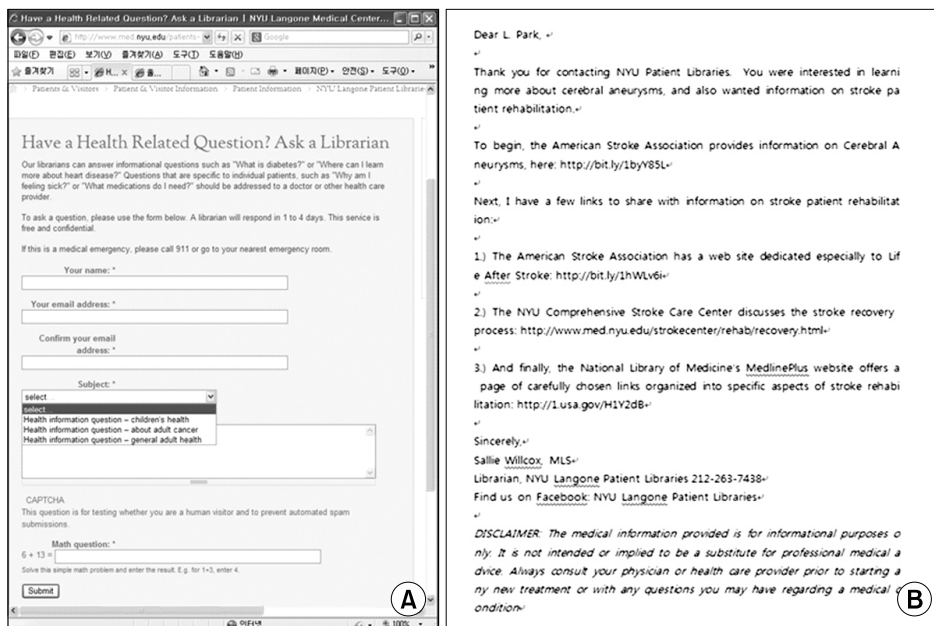 Have a Health Related Question? Ask a Librarian | NYU Langone Medical Center...
http://www.med.nyu.edu/patients-
Google
파일(F) 편집(E) 보기(V) 즐겨찾기(A) 도구(T) 도움말(H)
즐겨찾기 H... 홈... 페이지(P) 안전(S) 도구(O)
Patients & Visitors > Patient & Visitor Information > Patient Information > NYU Langone Patient Librarie
Have a Health Related Question? Ask a Librarian
Our librarians can answer informational questions such as "What is diabetes?" or "Where can I learn
more about heart disease?" Questions that are specific to individual patients, such as "Why am I
feeling sick?" or "What medications do I need?" should be addressed to a doctor or other health care
provider.
To ask a question, please use the form below. A librarian will respond in 1 to 4 days. This service is
free and confidential.
If this is a medical emergency, please call 911 or go to your nearest emergency room.
Your name: *
Your email address: *
Confirm your email
address: *
Subject: *
select
select
Health information question – children's health
Health information question – about adult cancer
Health information question – general adult health
CAPTCHA
This question is for testing whether you are a human visitor and to prevent automated spam
submissions.
Math question: *
6 + 13 =
Solve this simple math problem and enter the result. E.g. for 1+3, enter 4.
Submit
인터넷
100%
A
Dear L. Park,
Thank you for contacting NYU Patient Libraries. You were interested in learni
ng more about cerebral aneurysms, and also wanted information on stroke pa
tient rehabilitation.
To begin, the American Stroke Association provides information on Cerebral A
neurysms, here: http://bit.ly/1byY85L
Next, I have a few links to share with information on stroke patient rehabilitat
ion:
1.) The American Stroke Association has a web site dedicated especially to Lif
e After Stroke: http://bit.ly/1hWLv6i
2.) The NYU Comprehensive Stroke Care Center discusses the stroke recovery
process: http://www.med.nyu.edu/strokecenter/rehab/recovery.html
3.) And finally, the National Library of Medicine's MedlinePlus website offers a
page of carefully chosen links organized into specific aspects of stroke rehabi
litation: http://1.usa.gov/H1Y2dB
Sincerely,
Sallie Willcox, MLS
Librarian, NYU Langone Patient Libraries 212-263-7438
Find us on Facebook: NYU Langone Patient Libraries
DISCLAIMER: The medical information provided is for informational purposes o
nly. It is not intended or implied to be a substitute for professional medical a
dvice. Always consult your physician or health care provider prior to starting a
ny new treatment or with any questions you may have regarding a medical c
ondition
B